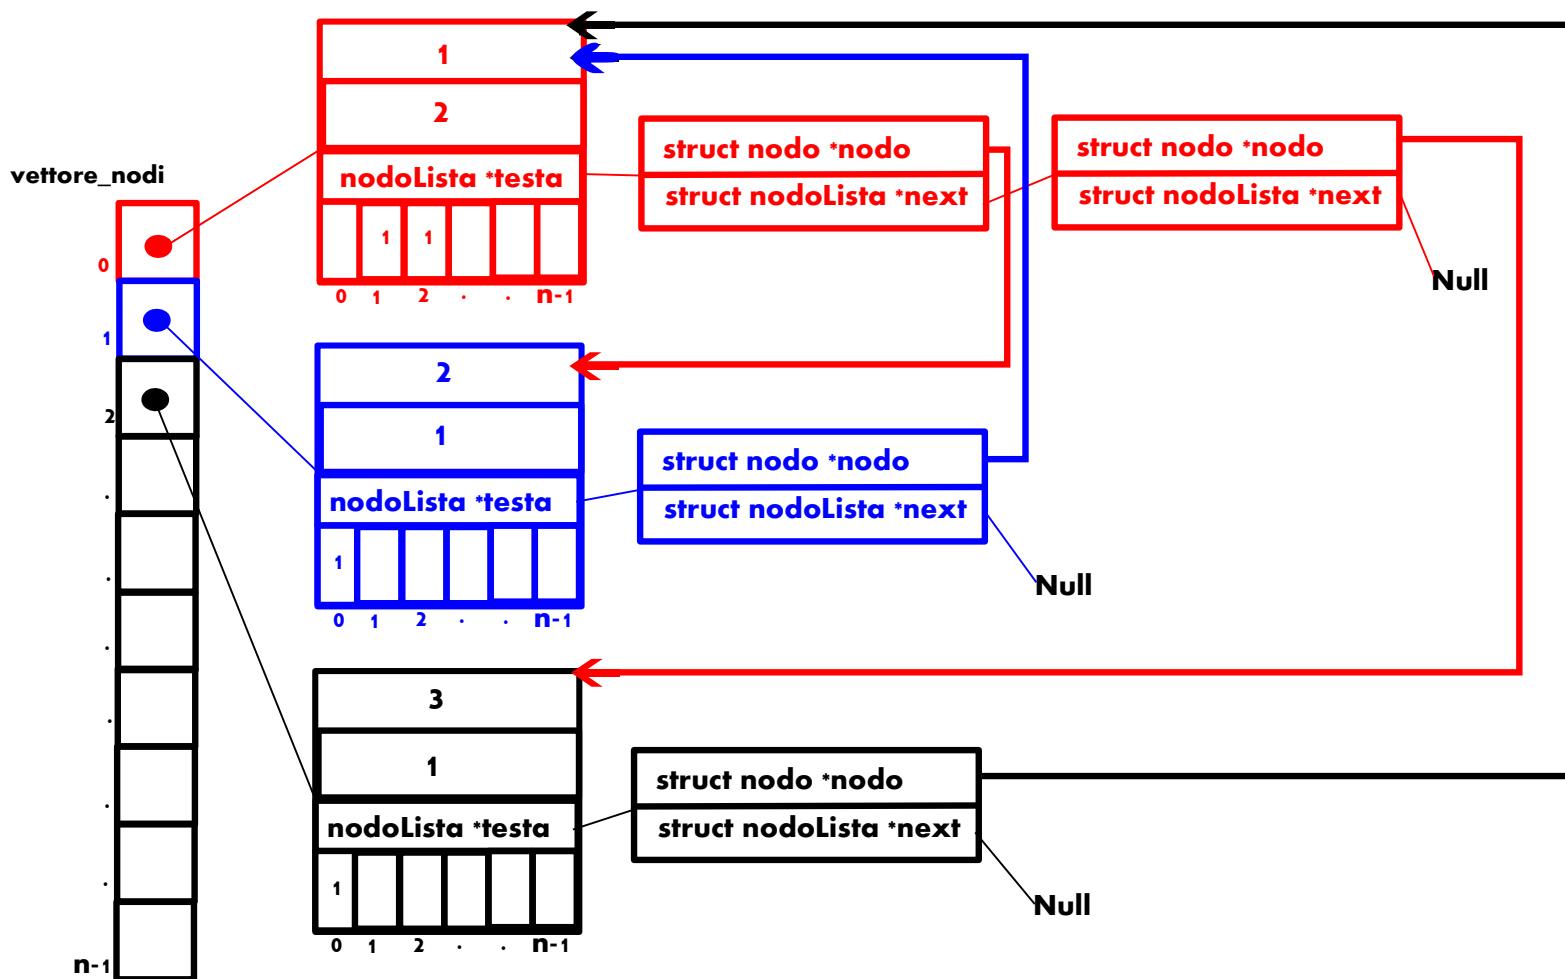 vettore_nodi
0
1
2
.
.
.
.
.
.
n-1
1
2
nodoLista *testa
1 1
0 1 2 . . n-1
struct nodo *nodo
struct nodoLista *next
struct nodo *nodo
struct nodoLista *next
Null
2
1
nodoLista *testa
1
0 1 2 . . n-1
struct nodo *nodo
struct nodoLista *next
Null
3
1
nodoLista *testa
1
0 1 2 . . n-1
struct nodo *nodo
struct nodoLista *next
Null